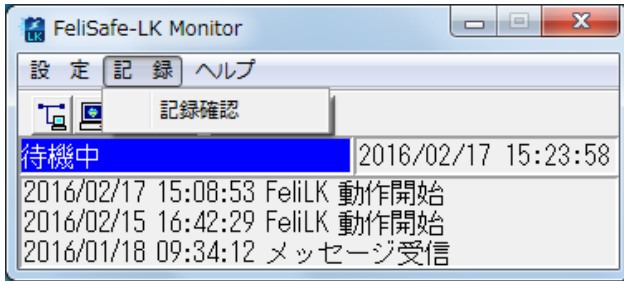 FeliSafe-LK Monitor
設 定 記 録 ヘルプ
記録確認
待機中 2016/02/17 15:23:58
2016/02/17 15:08:53 FeliLK 動作開始
2016/02/15 16:42:29 FeliLK 動作開始
2016/01/18 09:34:12 メッセージ受信